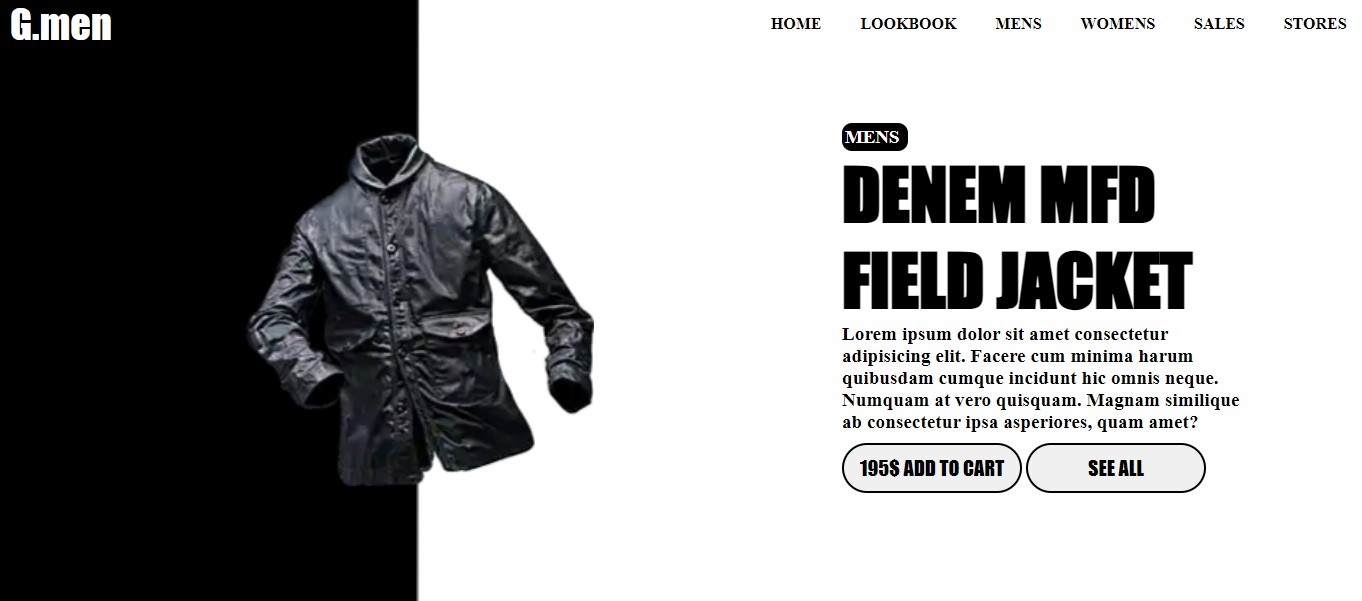 G.men
HOME LOOKBOOK MENS WOMENS SALES STORES
MENS
DENEM MFD
FIELD JACKET
Lorem ipsum dolor sit amet consectetur
adipisicing elit. Facere cum minima harum
quibusdam cumque incidunt hic omnis neque.
Numquam at vero quisquam. Magnam similique
ab consectetur ipsa asperiores, quam amet?
195$ ADD TO CART SEE ALL